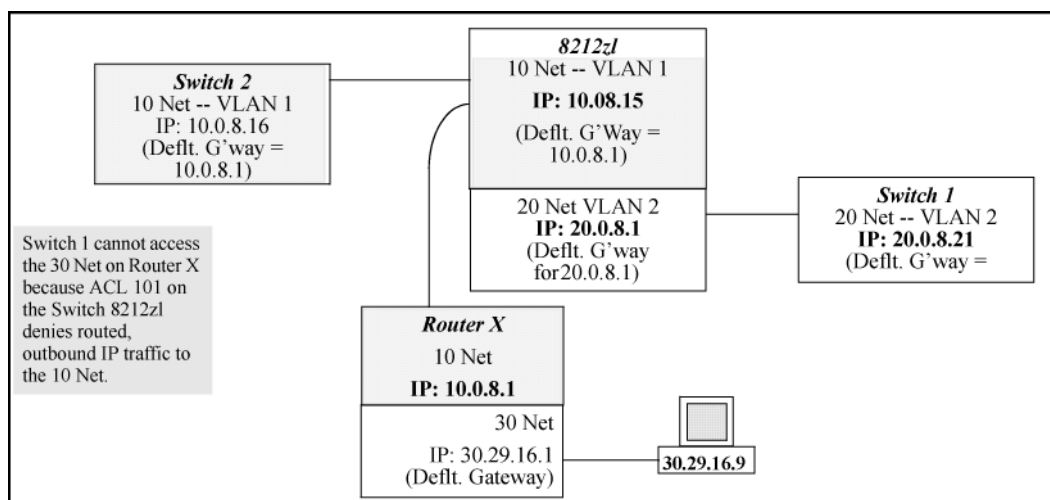 8212zl
10 Net -- VLAN 1
IP: 10.08.15
(Deflt. G'Way =
10.0.8.1)
20 Net VLAN 2
IP: 20.0.8.1
(Deflt. G'way
for20.0.8.1)
Switch 2
10 Net -- VLAN 1
IP: 10.0.8.16
(Deflt. G'way =
10.0.8.1)
Switch 1
20 Net -- VLAN 2
IP: 20.0.8.21
(Deflt. G'way =
Switch 1 cannot access
the 30 Net on Router X
because ACL 101 on
the Switch 8212zl
denies routed,
outbound IP traffic to
the 10 Net.
Router X
10 Net
IP: 10.0.8.1
30 Net
IP: 30.29.16.1
(Deflt. Gateway)
30.29.16.9